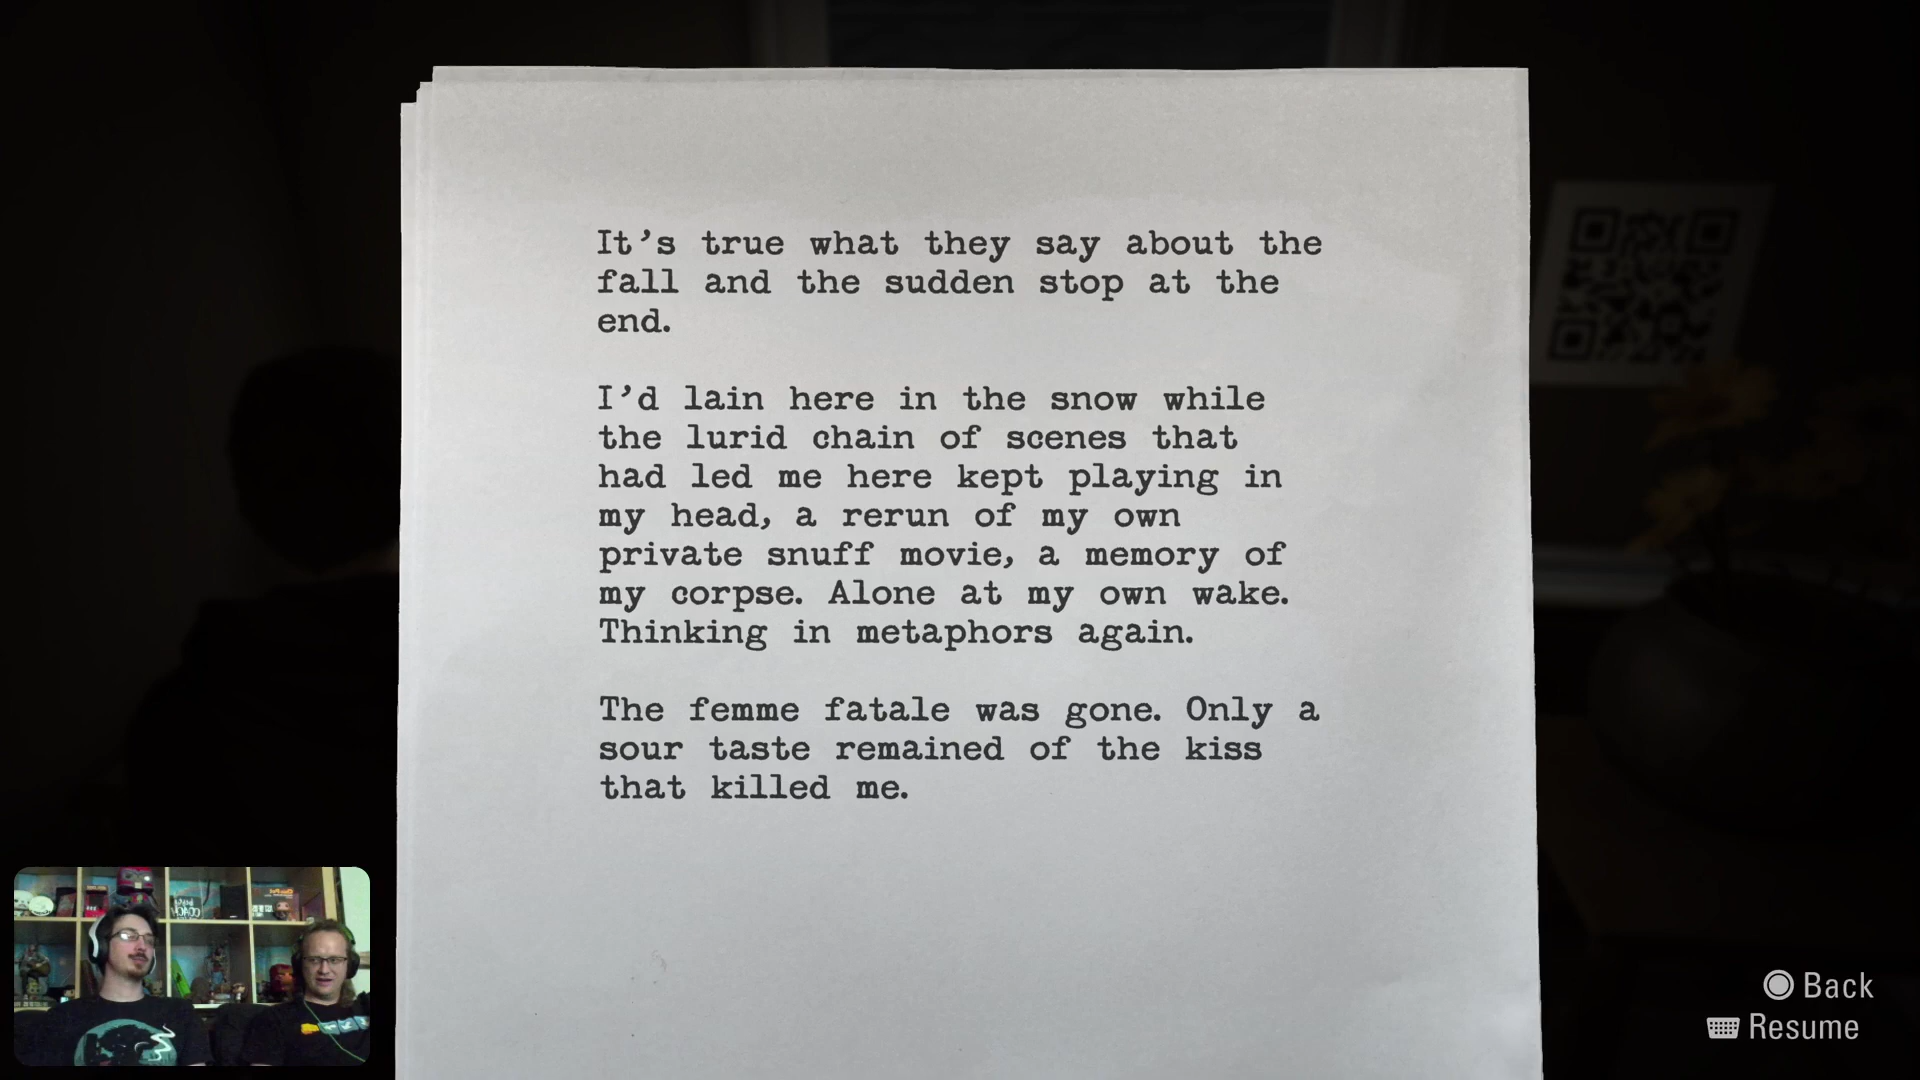 It’s true what they say about the
fall and the sudden stop at the
end.
I’d lain here in the snow while
the lurid chain of scenes that
had led me here kept playing in
my head, a rerun of my own
private snuff movie, a memory of
my corpse. Alone at my own wake.
Thinking in metaphors again.
The femme fatale was gone. Only a
sour taste remained of the kiss
that killed me.
Back
Resume